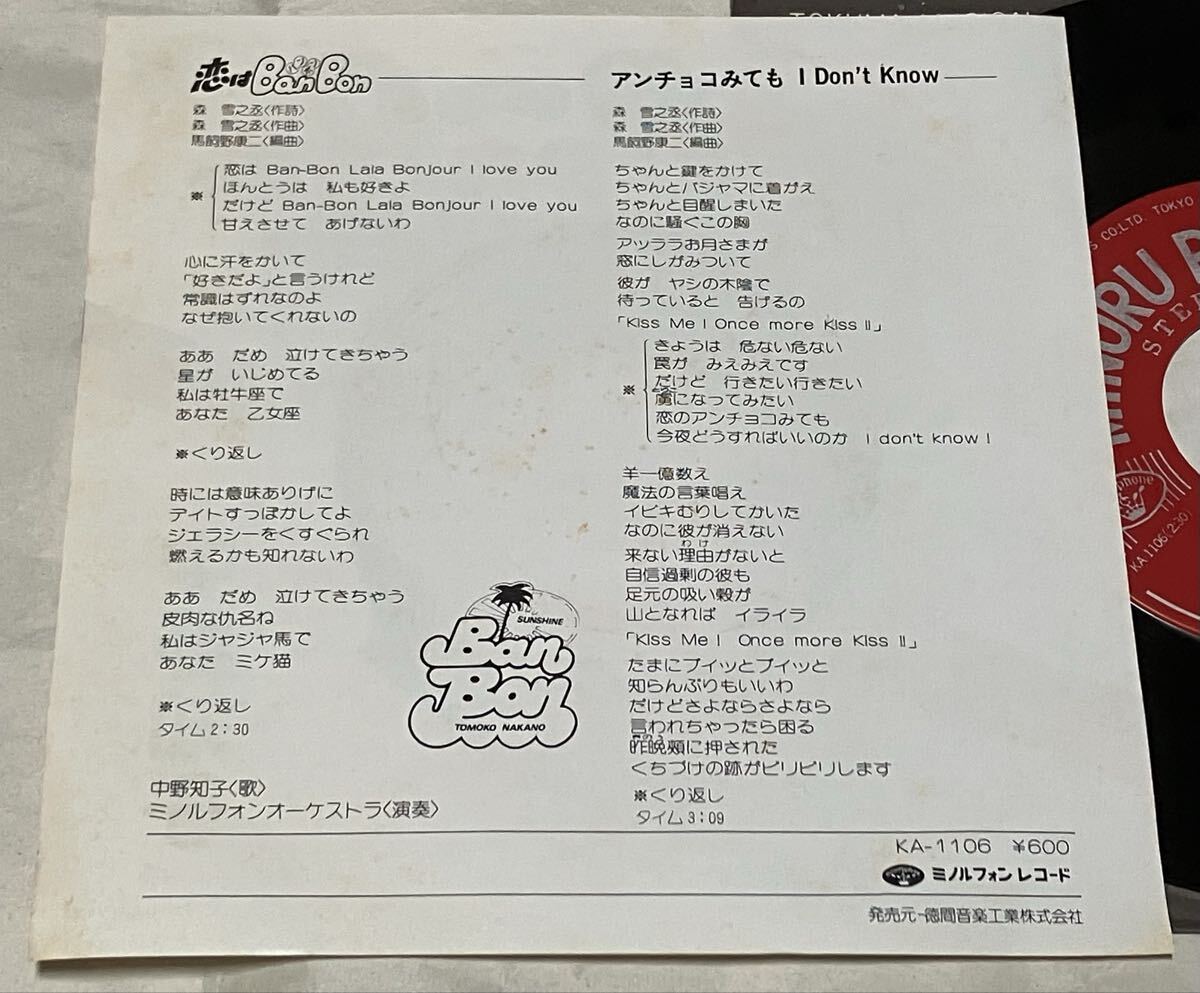 恋は Ban Bon
森　雪之丞〈作詩〉
森　雪之丞〈作曲〉
馬飼野康二〈編曲〉
※
恋は Ban-Bon Lala Bonjour I love you
ほんとうは　私も好きよ
だけど Ban-Bon Lala Bonjour I love you
甘えさせて　あげないわ
心に汗をかいて
「好きだよ」と言うけれど
常識はずれなのよ
なぜ抱いてくれないの
ああ　だめ　泣けてきちゃう
星が　いじめてる
私は牡牛座で
あなた　乙女座
※くり返し
時には意味ありげに
デイトすっぽかしてよ
ジェラシーをくすぐられ
燃えるかも知れないわ
ああ　だめ　泣けてきちゃう
皮肉な仇名ね
私はジャジャ馬で
あなた　ミケ猫
※くり返し
タイム2：30
SUNSHINE
Ban
Bon
TOMOKO NAKANO
中野知子〈歌〉
ミノルフォンオーケストラ〈演奏〉
アンチョコみても I Don't Know
森　雪之丞〈作詩〉
森　雪之丞〈作曲〉
馬飼野康二〈編曲〉
ちゃんと鍵をかけて
ちゃんとパジャマに着がえ
ちゃんと目醒しまいた
なのに騒ぐこの胸
アッララお月さまが
窓にしがみついて
彼が　ヤシの木陰で
待っていると　告げるの
「Kiss Me ! Once more Kiss !!」
※
きょうは　危ない危ない
罠が　みえみえです
だけど　行きたい行きたい
虜になってみたい
恋のアンチョコみても
今夜どうすればいいのか　I don't know !
羊一億数え
魔法の言葉唱え
イビキむりしてかいた
なのに彼が消えない
わけ
来ない理由がないと
自信過剰の彼も
足元の吸い殻が
山となれば　イライラ
「Kiss Me !　Once more Kiss !!」
たまにプイッとプイッと
知らんぷりもいいわ
だけどさよならさよなら
言われちゃったら困る
昨晩頬に押された
くちづけの跡がピリピリします
※くり返し
タイム3：09
KA-1106　¥600
ミノルフォン レコード
発売元-徳間音楽工業株式会社
CO.LTD. TOKYO
MINORU
STE
KA-1106(2:30)